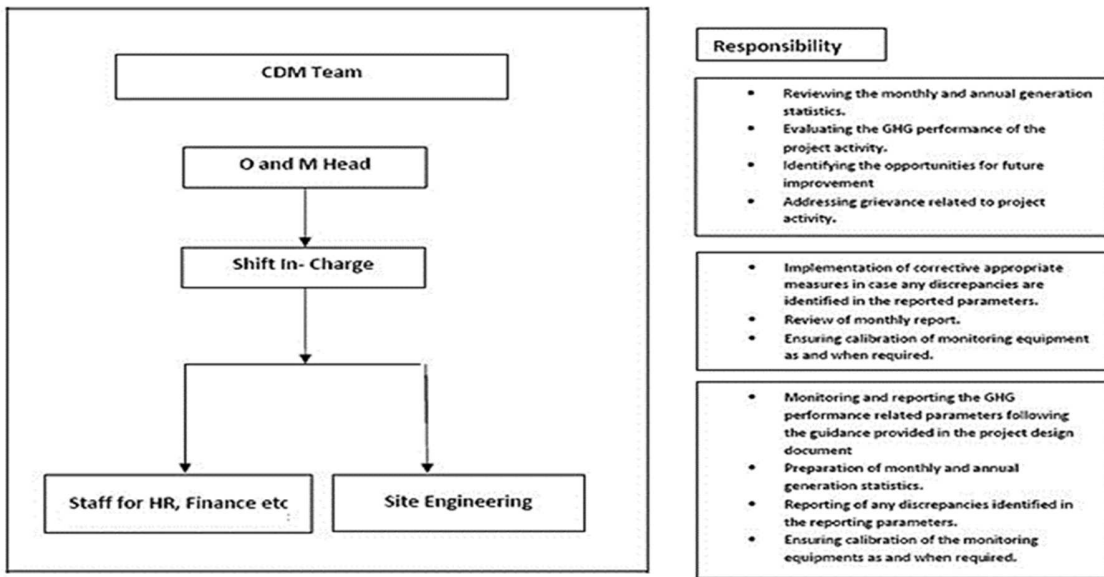 CDM Team
O and M Head
Shift In- Charge
Staff for HR, Finance etc
Site Engineering
Responsibility
• Reviewing the monthly and annual generation
statistics.
• Evaluating the GHG performance of the
project activity.
• Identifying the opportunities for future
improvement
• Addressing grievance related to project
activity.
• Implementation of corrective appropriate
measures in case any discrepancies are
identified in the reported parameters.
• Review of monthly report.
• Ensuring calibration of monitoring equipment
as and when required.
• Monitoring and reporting the GHG
performance related parameters following
the guidance provided in the project design
document
• Preparation of monthly and annual
generation statistics.
• Reporting of any discrepancies identified in
the reporting parameters.
• Ensuring calibration of the monitoring
equipments as and when required.